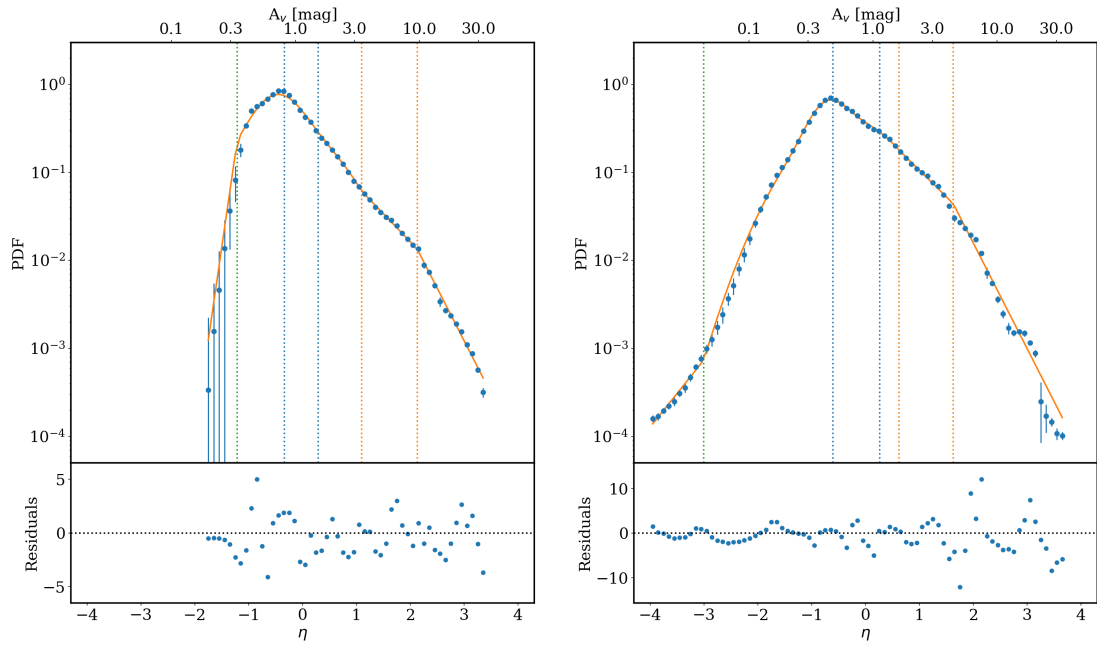 A_v [mag]
0.1 0.3 1.0 3.0 10.0 30.0
PDF
10^0
10^{-1}
10^{-2}
10^{-3}
10^{-4}
Residuals
5
0
−5
−4 −3 −2 −1 0 1 2 3 4
η
A_v [mag]
0.1 0.3 1.0 3.0 10.0 30.0
PDF
10^0
10^{-1}
10^{-2}
10^{-3}
10^{-4}
Residuals
10
0
−10
−4 −3 −2 −1 0 1 2 3 4
η